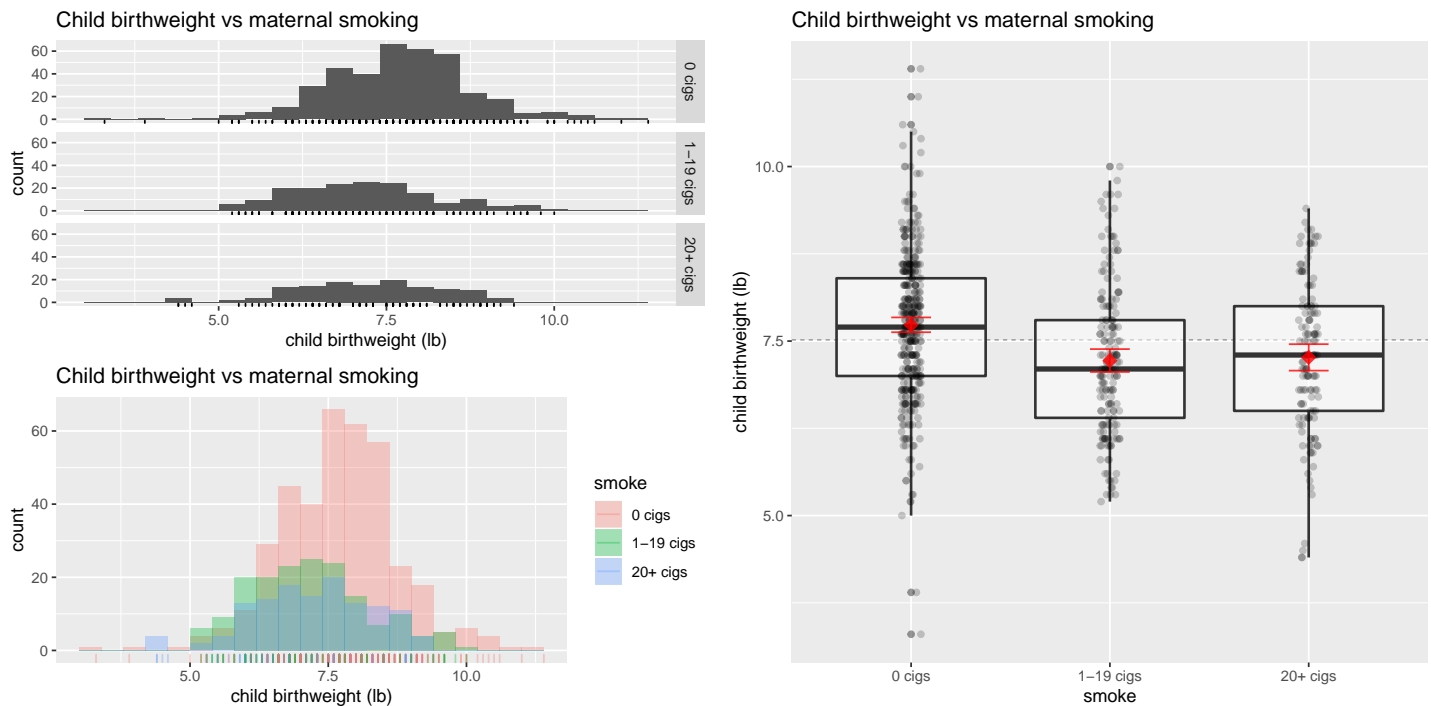 Child birthweight vs maternal smoking
60
40
20
0
0 cigs
60
40
20
0
1−19 cigs
60
40
20
0
20+ cigs
count
5.0 7.5 10.0
child birthweight (lb)
Child birthweight vs maternal smoking
60
40
20
0
count
5.0 7.5 10.0
child birthweight (lb)
smoke
0 cigs
1−19 cigs
20+ cigs
Child birthweight vs maternal smoking
10.0
7.5
5.0
child birthweight (lb)
0 cigs 1−19 cigs 20+ cigs
smoke